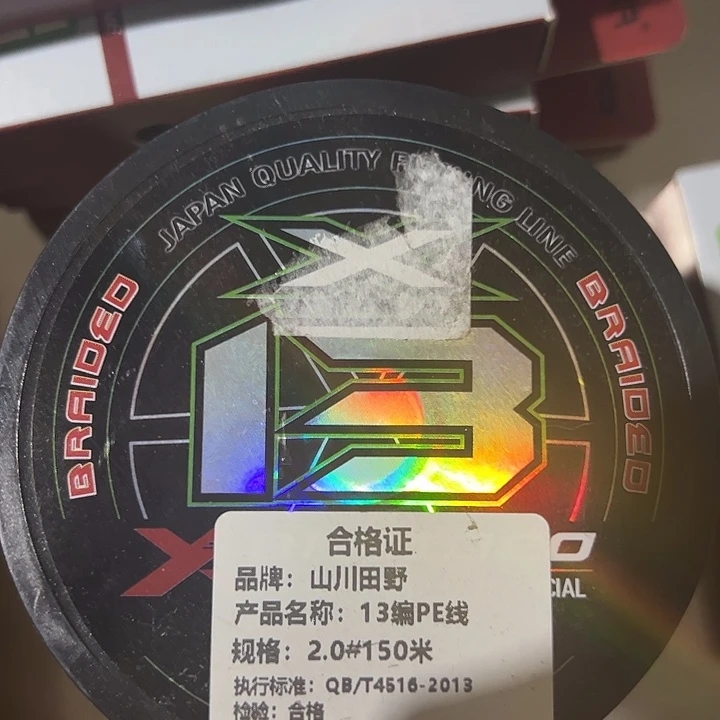 JAPAN QUALITY LINE
BRAIDED
BRAIDED
X
13
合格证
品牌：山川田野
产品名称：13编PE线
规格：2.0#150米
执行标准：QB/T4516-2013
检验：合格